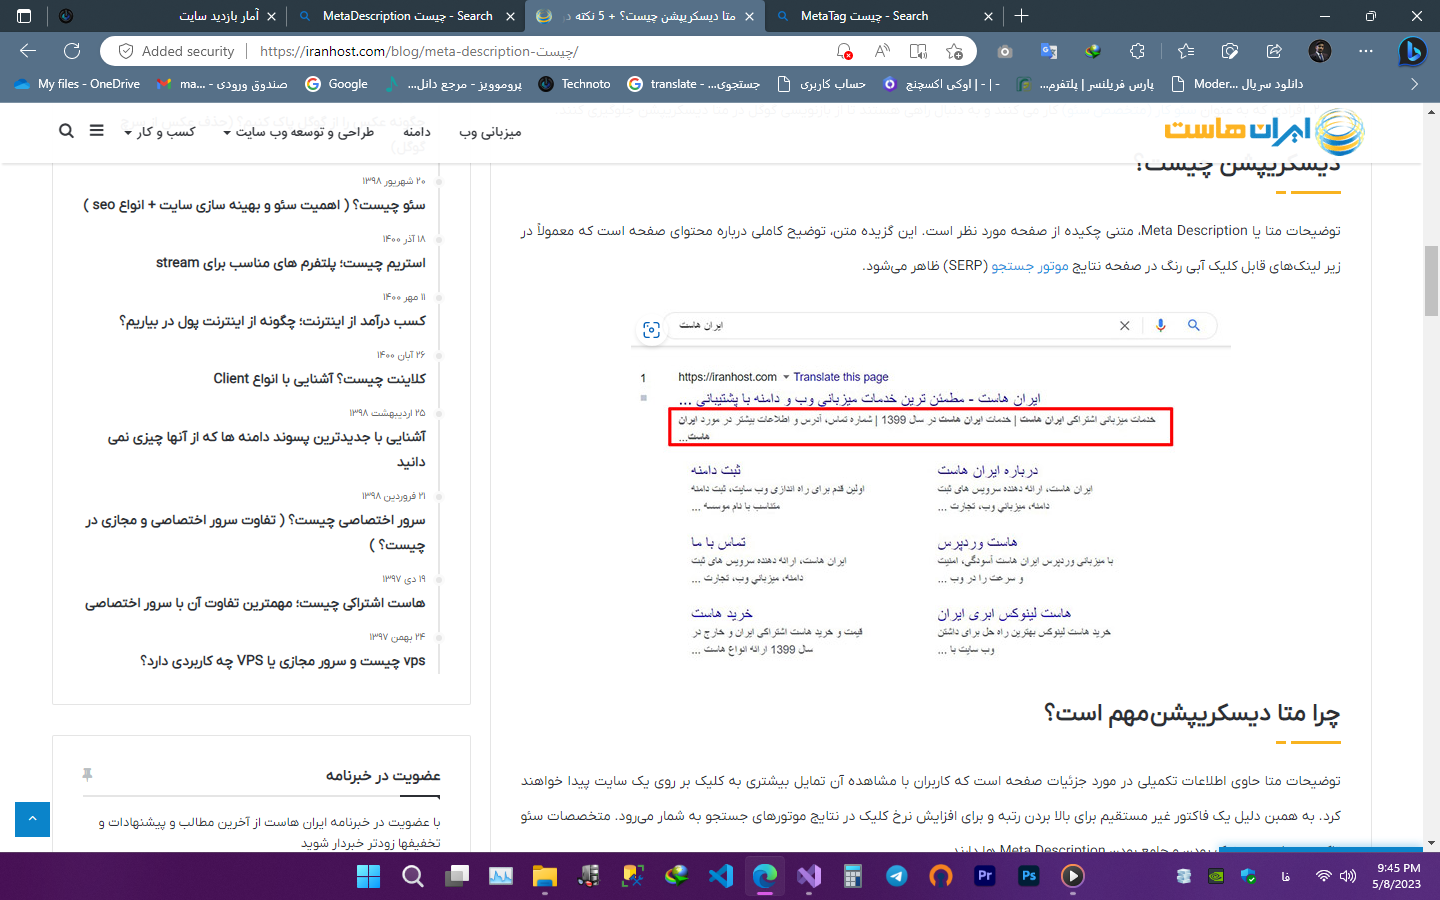 آمار بازدید سایت
MetaDescription چیست - Search
متا دیسکریپشن چیست؟ + 5 نکته در
MetaTag چیست - Search
Added security
https://iranhost.com/blog/meta-description-چیست/
My files - OneDrive
صندوق ورودی - ma...
Google
پروموویز - مرجع دانل...
Technoto
جستجوی... - translate
حساب کاربری
- | - | اوکی اکسچنج
پارس فریلنسر | پلتفرم...
دانلود سریال Moder...
ایران هاست
میزبانی وب
دامنه
طراحی و توسعه وب سایت
کسب و کار
دیسکریپشن چیست؟
توضیحات متا یا Meta Description، متنی چکیده از صفحه مورد نظر است. این گزیده متن، توضیح کاملی درباره محتوای صفحه است که معمولاً در
زیر لینک‌های قابل کلیک آبی رنگ در صفحه نتایج موتور جستجو (SERP) ظاهر می‌شود.
ایران هاست
1
https://iranhost.com Translate this page
ایران هاست - مطمئن ترین خدمات میزبانی وب و دامنه با پشتیبانی ...
خدمات میزبانی اشتراکی ایران هاست | خدمات ایران هاست در سال 1399 | شماره تماس، آدرس و اطلاعات بیشتر در مورد ایران
هاست...
درباره ایران هاست
ایران هاست، ارائه دهنده سرویس های ثبت
دامنه، میزبانی وب، تجارت ...
ثبت دامنه
اولین قدم برای راه اندازی وب سایت، ثبت دامنه
متناسب با نام موسسه ...
هاست وردپرس
با میزبانی وردپرس ایران هاست آسودگی، امنیت
و سرعت را در وب ...
تماس با ما
ایران هاست، ارائه دهنده سرویس های ثبت
دامنه، میزبانی وب، تجارت ...
هاست لینوکس ابری ایران
خرید هاست لینوکس بهترین راه حل برای داشتن
وب سایت با ...
خرید هاست
قیمت و خرید هاست اشتراکی ایران و خارج در
سال 1399 ارائه انواع هاست ...
چرا متا دیسکریپشن‌مهم است؟
توضیحات متا حاوی اطلاعات تکمیلی در مورد جزئیات صفحه است که کاربران با مشاهده آن تمایل بیشتری به کلیک بر روی یک سایت پیدا خواهند
کرد. به همین دلیل یک فاکتور غیر مستقیم برای بالا بردن رتبه و برای افزایش نرخ کلیک در نتایج موتورهای جستجو به شمار می‌رود. متخصصات سئو
بودن و جامع بودن Meta Description ها دارند
۲۰ شهریور ۱۳۹۸
سئو چیست؟ ( اهمیت سئو و بهینه سازی سایت + انواع seo )
۱۸ آذر ۱۴۰۰
استریم چیست؛ پلتفرم های مناسب برای stream
۱۱ مهر ۱۴۰۰
کسب درآمد از اینترنت؛ چگونه از اینترنت پول در بیاریم؟
۲۶ آبان ۱۴۰۰
کلاینت چیست؟ آشنایی با انواع Client
۲۵ اردیبهشت ۱۳۹۸
آشنایی با جدیدترین پسوند دامنه ها که از آنها چیزی نمی
دانید
۲۱ فروردین ۱۳۹۸
سرور اختصاصی چیست؟ ( تفاوت سرور اختصاصی و مجازی در
چیست؟ )
۱۹ دی ۱۳۹۷
هاست اشتراکی چیست؛ مهمترین تفاوت آن با سرور اختصاصی
۲۴ بهمن ۱۳۹۷
vps چیست و سرور مجازی یا VPS چه کاربردی دارد؟
عضویت در خبرنامه
با عضویت در خبرنامه ایران هاست از آخرین مطالب و پیشنهادات و
تخفیفها زودتر خبردار شوید
Pr
Ps
فا
9:45 PM
5/8/2023